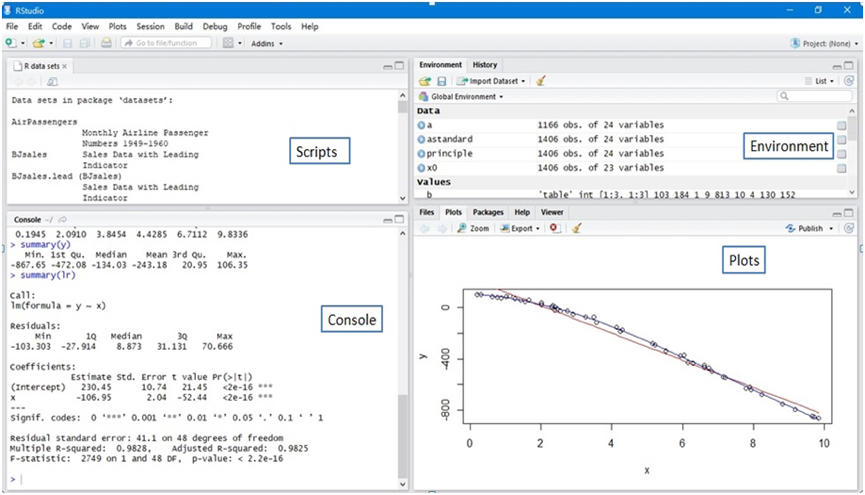 RStudio
File Edit Code View Plots Session Build Debug Profile Tools Help
Go to file/function Addins Project: (None)
R data sets
Data sets in package 'datasets':
AirPassengers
Monthly Airline Passenger
Numbers 1949-1960
BJsales Sales Data with Leading
Indicator
BJsales.lead (BJsales)
Sales Data with Leading
Indicator
Scripts
Environment History
Import Dataset List
Global Environment
Data
a 1166 obs. of 24 variables
astandard 1406 obs. of 24 variables
principle 1406 obs. of 24 variables
x0 1406 obs. of 23 variables
Values
b 'table' int [1:3, 1:3] 103 184 1 9 813 10 4 130 152
Environment
Console ~/
0.1945 2.0910 3.8454 4.4285 6.7112 9.8336
> summary(y)
Min. 1st Qu. Median Mean 3rd Qu. Max.
-867.65 -472.08 -134.03 -243.18 20.95 106.35
> summary(lr)
Call:
lm(formula = y ~ x)
Residuals:
Min 1Q Median 3Q Max
-103.303 -27.914 8.873 31.131 70.666
Coefficients:
Estimate Std. Error t value Pr(>|t|)
(Intercept) 230.45 10.74 21.45 <2e-16 ***
x -106.95 2.04 -52.44 <2e-16 ***
---
Signif. codes: 0 '***' 0.001 '**' 0.01 '*' 0.05 '.' 0.1 ' ' 1
Residual standard error: 41.1 on 48 degrees of freedom
Multiple R-squared: 0.9828, Adjusted R-squared: 0.9825
F-statistic: 2749 on 1 and 48 DF, p-value: < 2.2e-16
>
Console
Files Plots Packages Help Viewer
Zoom Export Publish
Plots
y
0
-400
-800
0 2 4 6 8 10
x